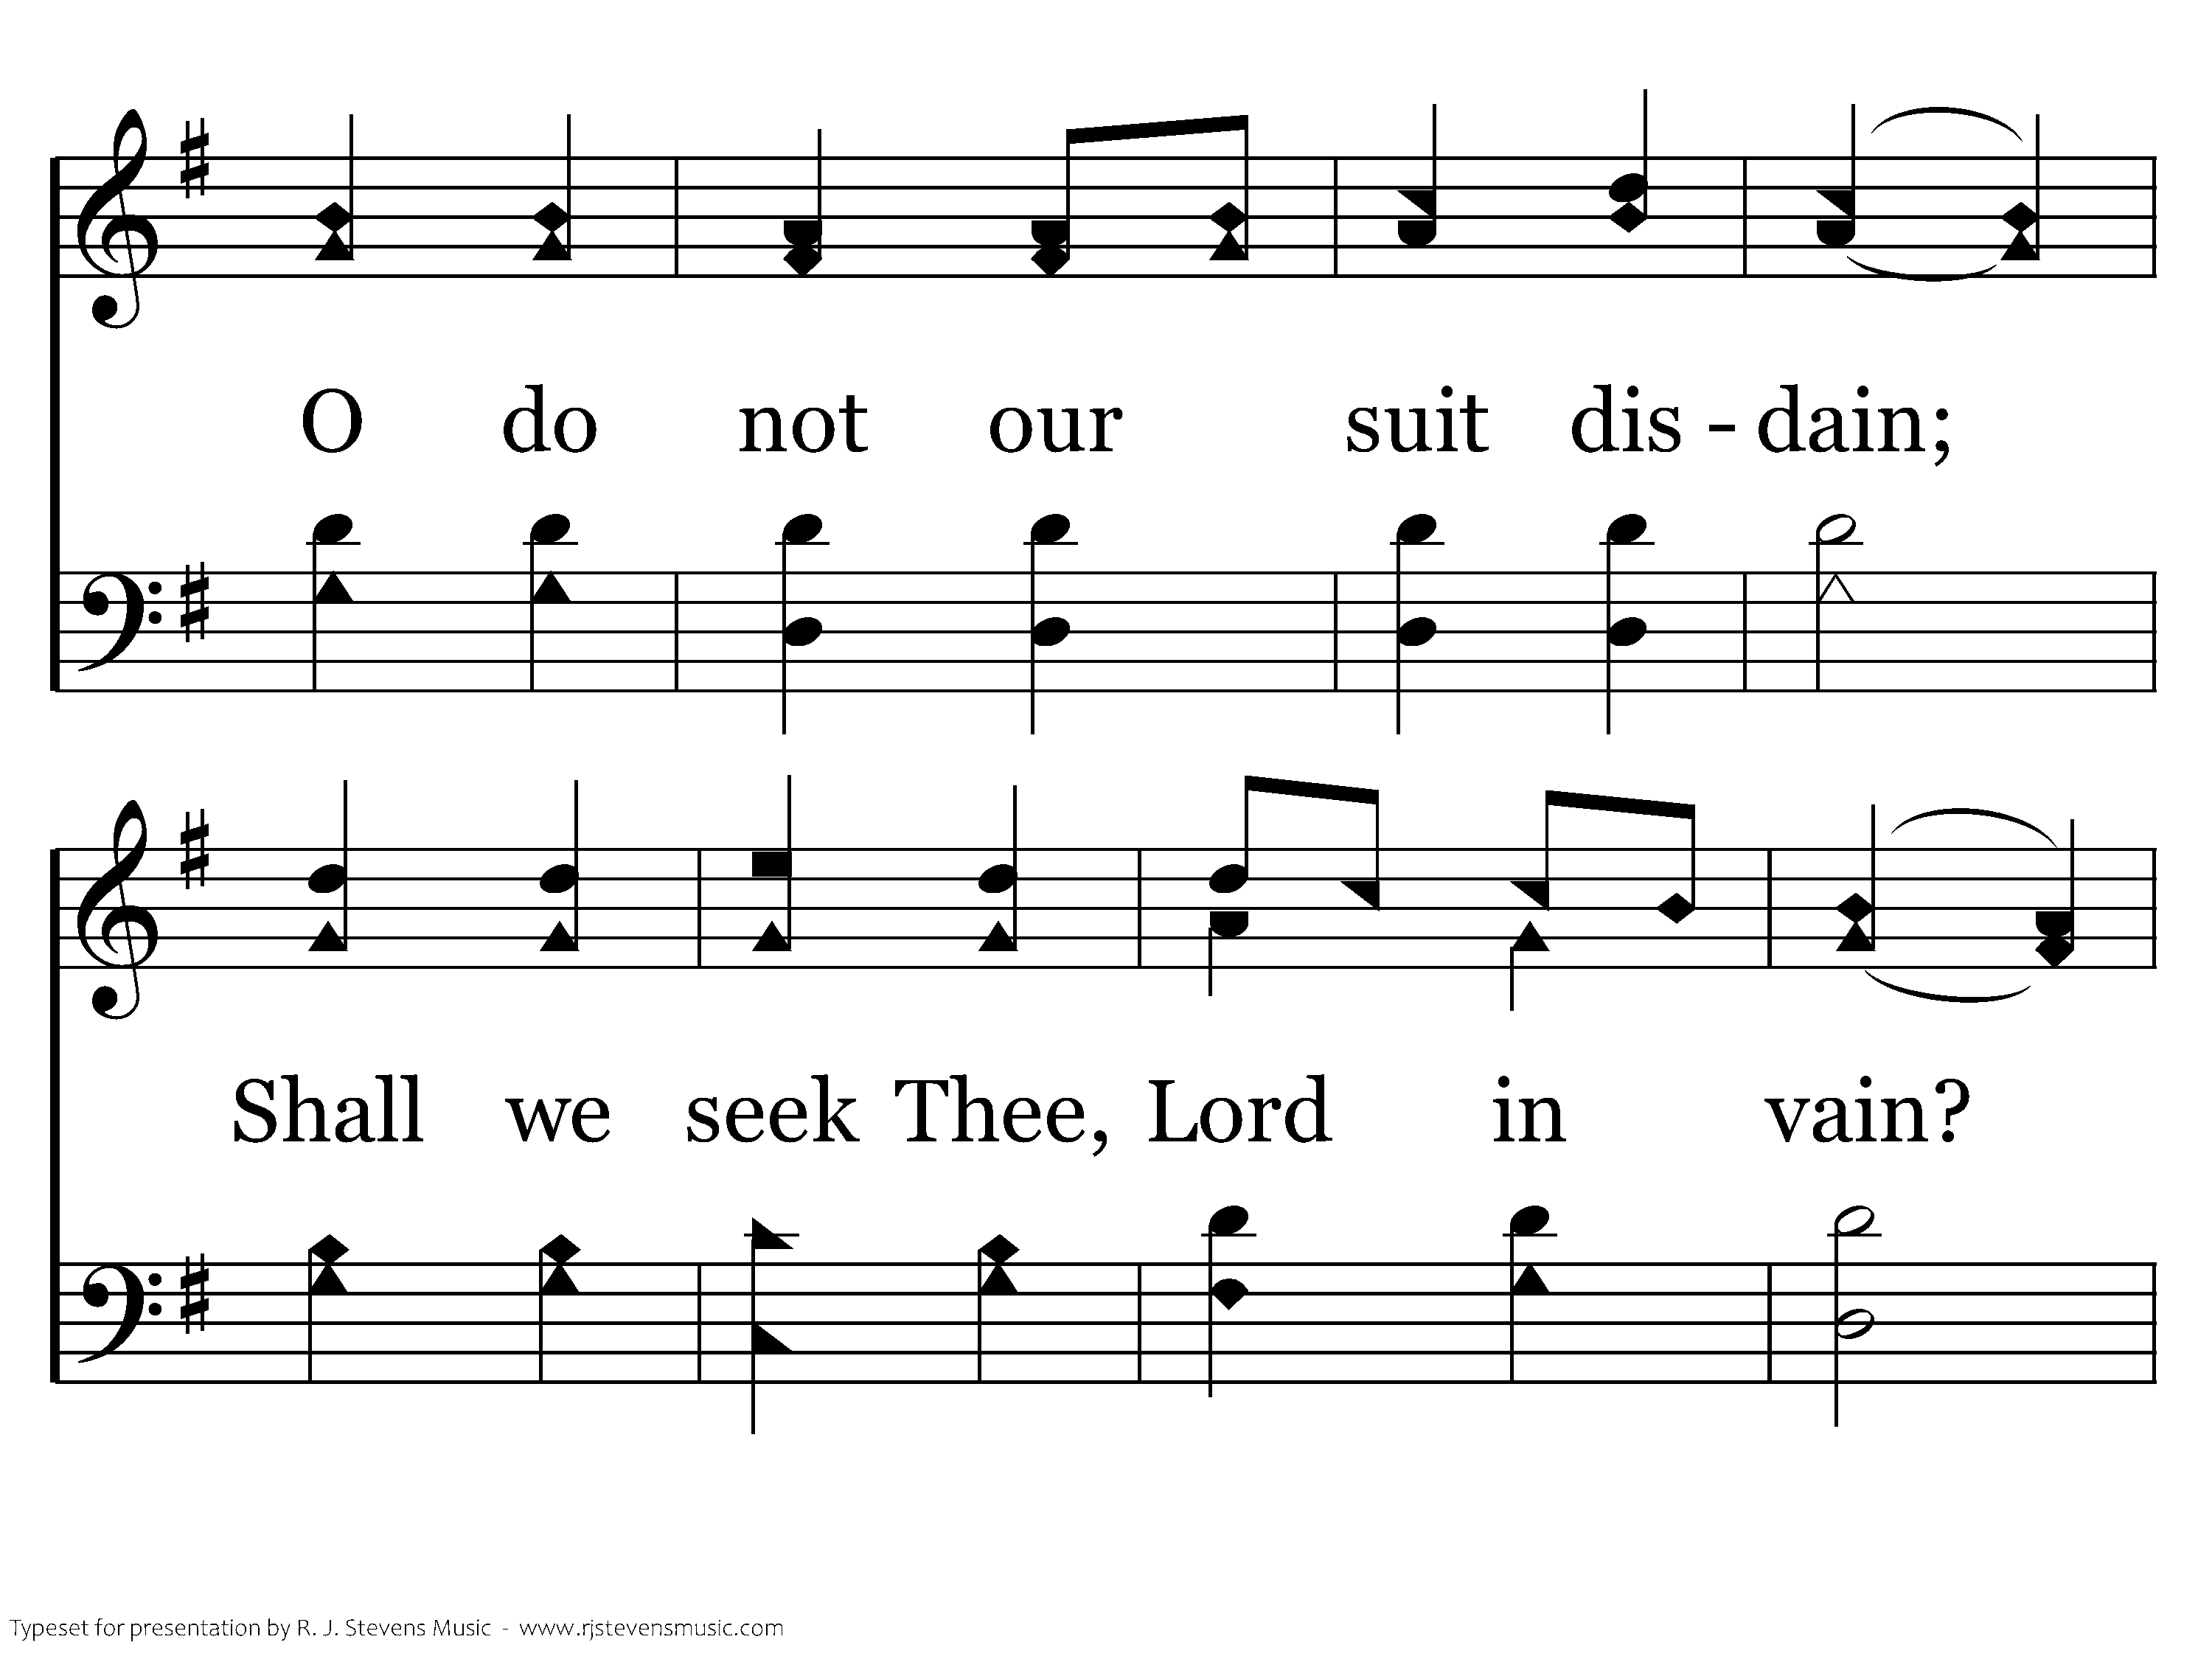 O do not our suit dis - dain;
Shall we seek Thee, Lord in vain?
Typeset for presentation by R. J. Stevens Music - www.rjstevensmusic.com